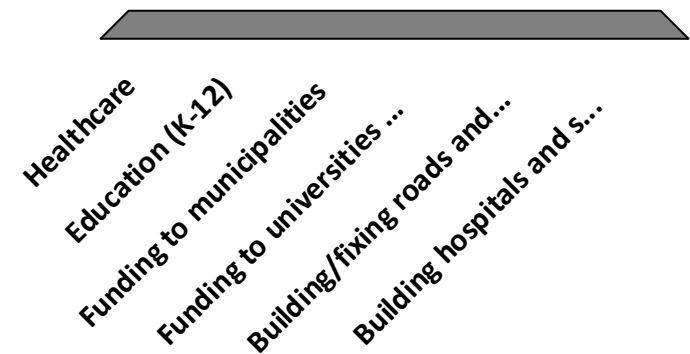 Healthcare
Education (K-12)
Funding to municipalities
Funding to universities ...
Building/fixing roads and...
Building hospitals and s...